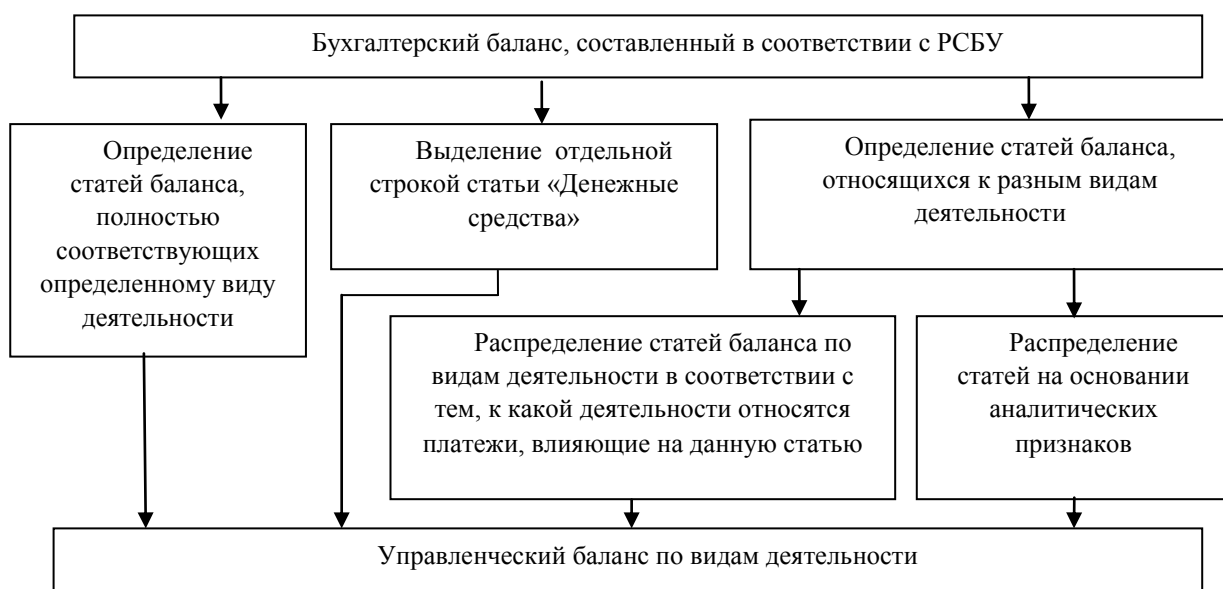 Бухгалтерский баланс, составленный в соответствии с РСБУ
Определение
статей баланса,
полностью
соответствующих
определенному виду
деятельности
Выделение отдельной
строкой статьи «Денежные
средства»
Определение статей баланса,
относящихся к разным видам
деятельности
Распределение статей баланса по
видам деятельности в соответствии с
тем, к какой деятельности относятся
платежи, влияющие на данную статью
Распределение
статей на основании
аналитических
признаков
Управленческий баланс по видам деятельности